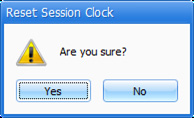 Reset Session Clock
Are you sure?
Yes No